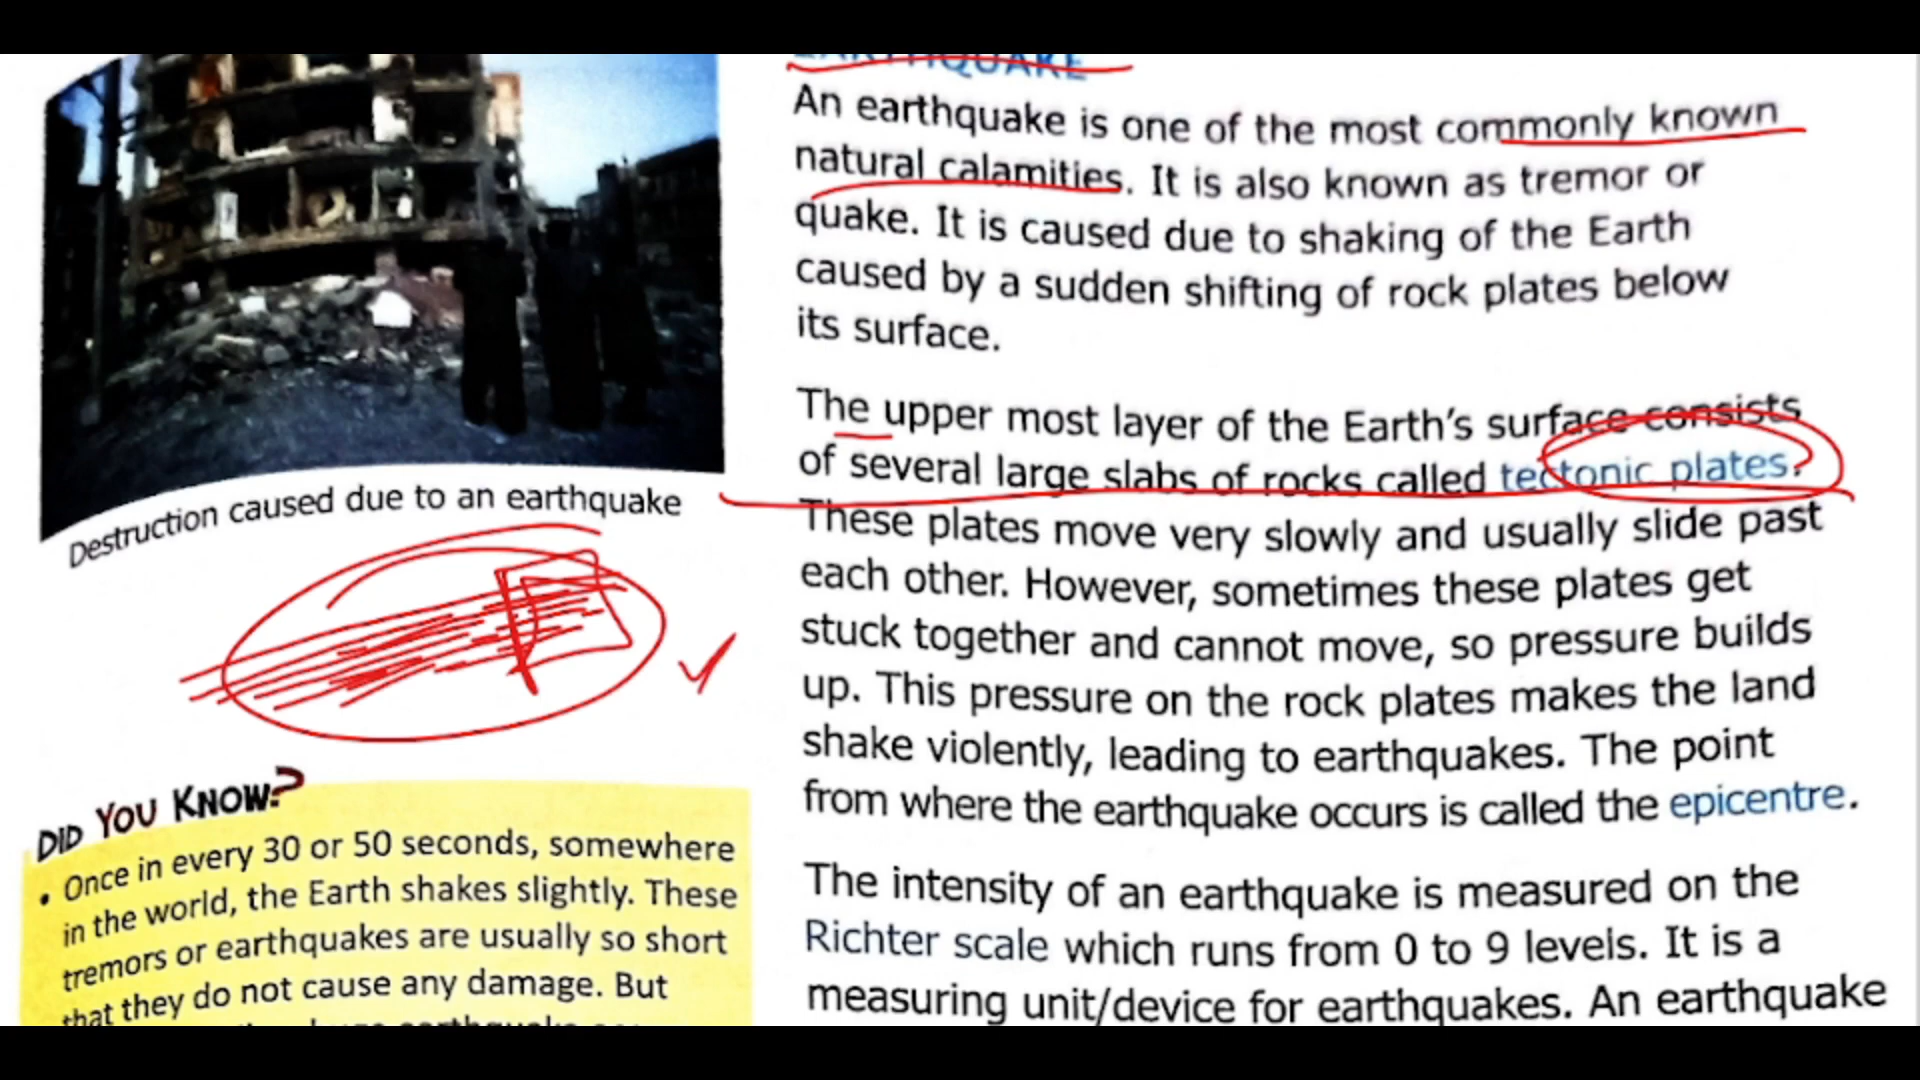 EARTHQUAKE
An earthquake is one of the most commonly known
natural calamities. It is also known as tremor or
quake. It is caused due to shaking of the Earth
caused by a sudden shifting of rock plates below
its surface.
The upper most layer of the Earth's surface consists
of several large slabs of rocks called tectonic plates.
These plates move very slowly and usually slide past
each other. However, sometimes these plates get
stuck together and cannot move, so pressure builds
up. This pressure on the rock plates makes the land
shake violently, leading to earthquakes. The point
from where the earthquake occurs is called the epicentre.
The intensity of an earthquake is measured on the
Richter scale which runs from 0 to 9 levels. It is a
measuring unit/device for earthquakes. An earthquake
Destruction caused due to an earthquake
DID YOU KNOW?
• Once in every 30 or 50 seconds, somewhere
in the world, the Earth shakes slightly. These
tremors or earthquakes are usually so short
that they do not cause any damage. But